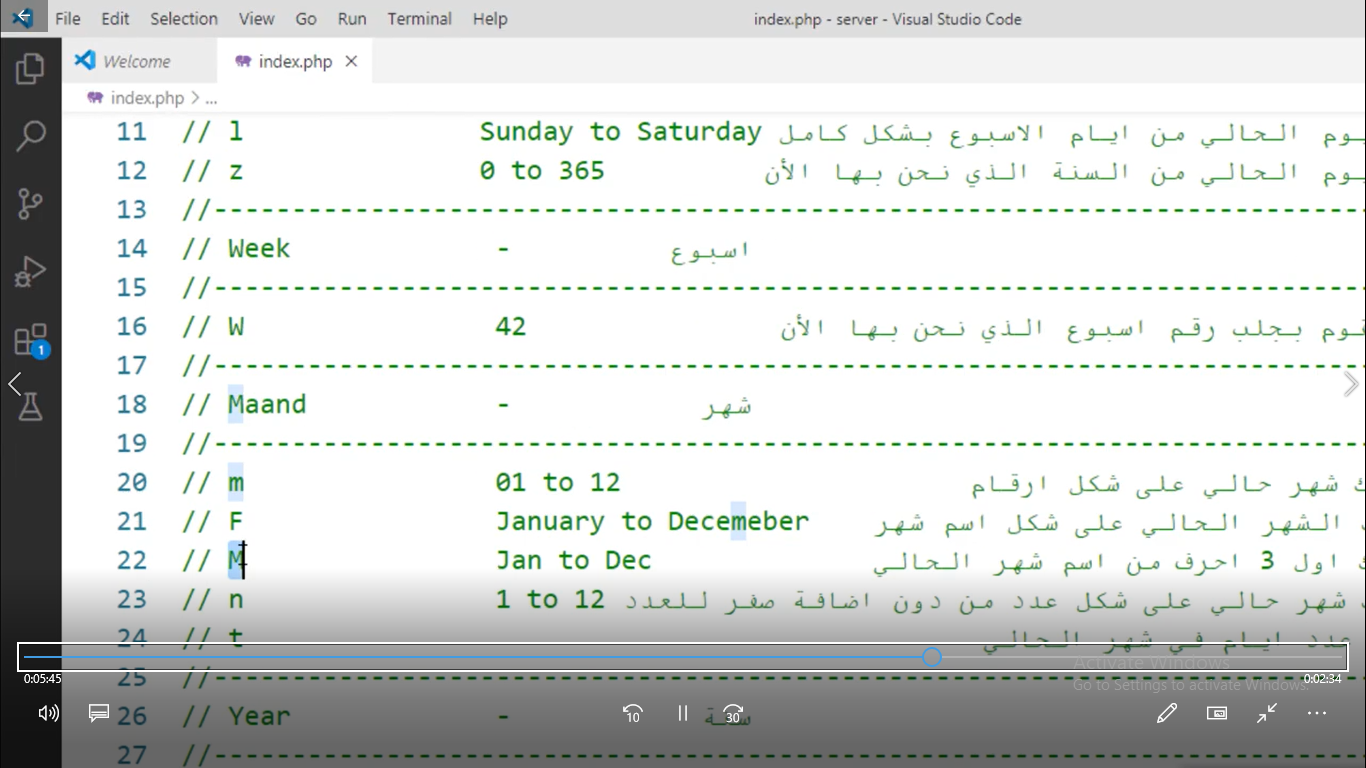 File Edit Selection View Go Run Terminal Help index.php - server - Visual Studio Code
Welcome index.php
index.php > ...
11 // l Sunday to Saturday الحالي من ايام الاسبوع بشكل كامل
12 // z 0 to 365 الحالي من السنة الذي نحن بها الأن
13 //--------------------------------------------------------------------------
14 // Week - اسبوع
15 //--------------------------------------------------------------------------
16 // W 42 بجلب رقم اسبوع الذي نحن بها الأن
17 //--------------------------------------------------------------------------
18 // Maand - شهر
19 //--------------------------------------------------------------------------
20 // m 01 to 12 شهر حالي على شكل ارقام
21 // F January to Decemeber الشهر الحالي على شكل اسم شهر
22 // M Jan to Dec اول 3 احرف من اسم شهر الحالي
23 // n 1 to 12 شهر حالي على شكل عدد من دون اضافة صفر للعدد
24 // t عدد ايام في شهر الحالي
25 //--------------------------------------------------------------------------
26 // Year - سنة
27 //--------------------------------------------------------------------------
1
Activate Windows
Go to Settings to activate Windows.
0:05:45 0:02:34
10 30